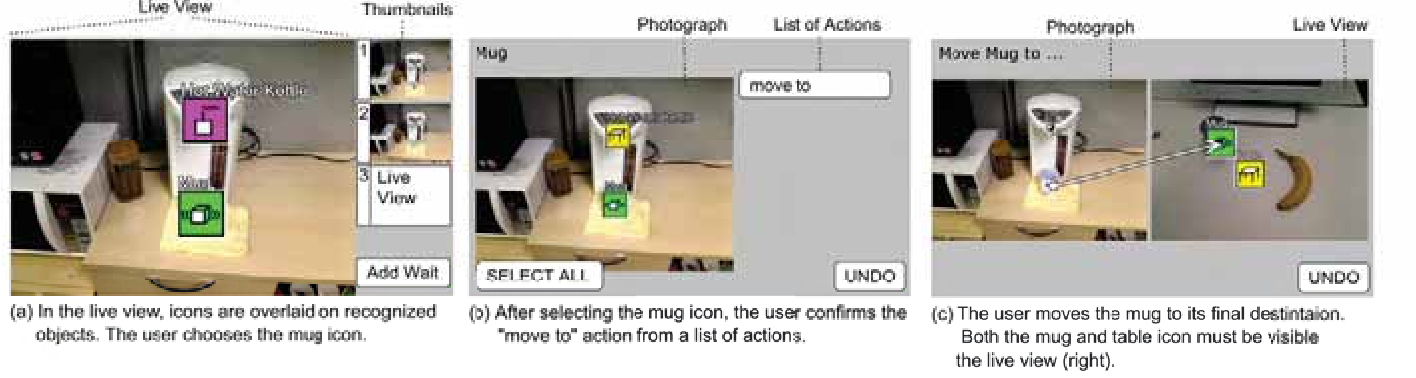 Live View
Thumbnails
Hot Water Kettle
Mug
1
2
3 Live
View
Add Wait
(a) In the live view, icons are overlaid on recognized
objects. The user chooses the mug icon.
Photograph
List of Actions
Mug
move to
SELECT ALL
UNDO
(b) After selecting the mug icon, the user confirms the
"move to" action from a list of actions.
Photograph
Live View
Move Mug to ...
UNDO
(c) The user moves the mug to its final destintaion.
Both the mug and table icon must be visible
the live view (right).